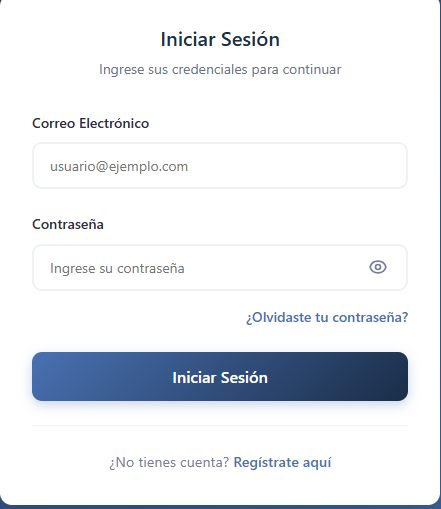 Iniciar Sesión
Ingrese sus credenciales para continuar
Correo Electrónico
usuario@ejemplo.com
Contraseña
Ingrese su contraseña
¿Olvidaste tu contraseña?
Iniciar Sesión
¿No tienes cuenta? Regístrate aquí